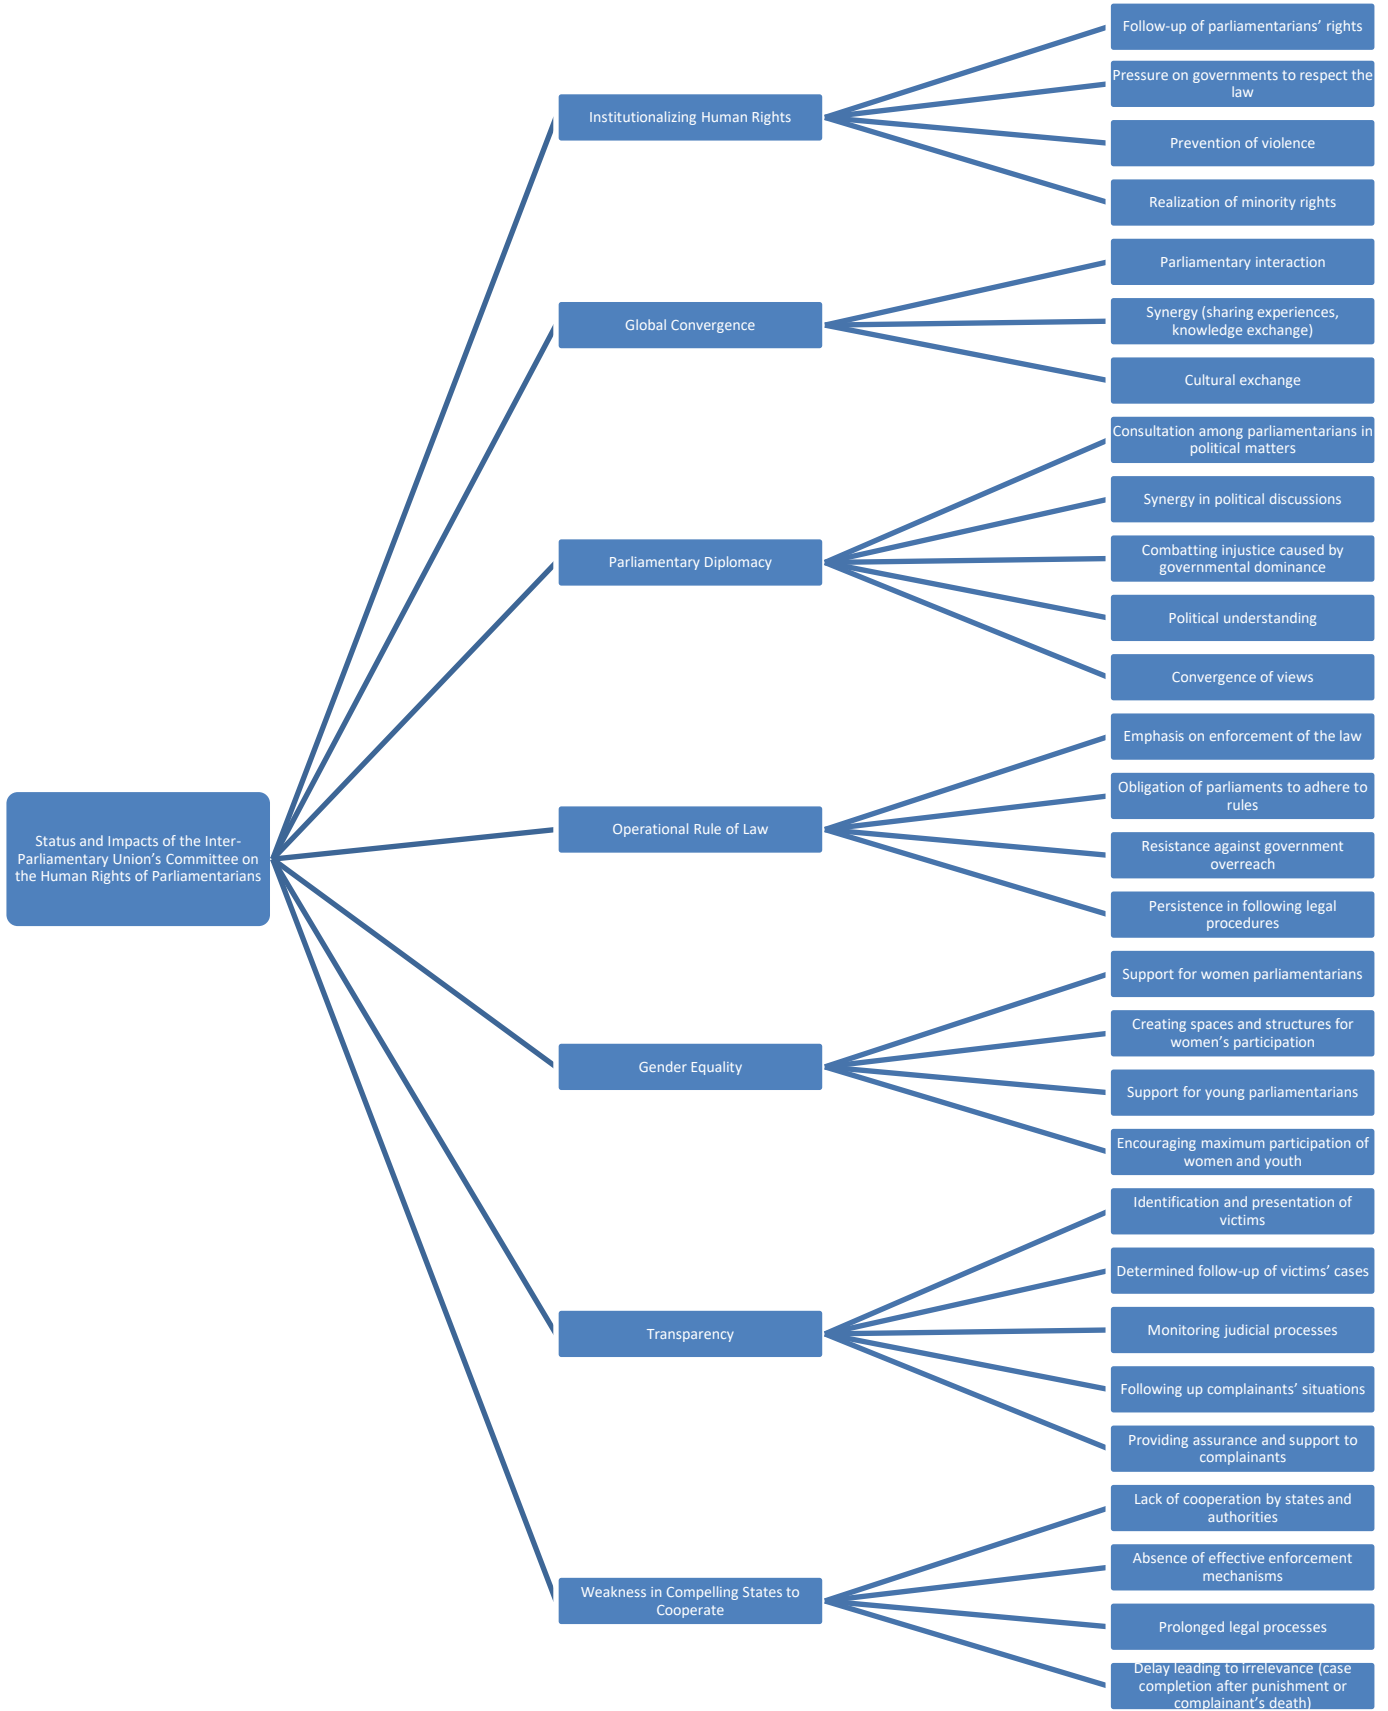 Status and Impacts of the Inter-
Parliamentary Union’s Committee on
the Human Rights of Parliamentarians
Institutionalizing Human Rights
Follow-up of parliamentarians’ rights
Pressure on governments to respect the
law
Prevention of violence
Realization of minority rights
Global Convergence
Parliamentary interaction
Synergy (sharing experiences,
knowledge exchange)
Cultural exchange
Parliamentary Diplomacy
Consultation among parliamentarians in
political matters
Synergy in political discussions
Combatting injustice caused by
governmental dominance
Political understanding
Convergence of views
Operational Rule of Law
Emphasis on enforcement of the law
Obligation of parliaments to adhere to
rules
Resistance against government
overreach
Persistence in following legal
procedures
Gender Equality
Support for women parliamentarians
Creating spaces and structures for
women’s participation
Support for young parliamentarians
Encouraging maximum participation of
women and youth
Transparency
Identification and presentation of
victims
Determined follow-up of victims’ cases
Monitoring judicial processes
Following up complainants’ situations
Providing assurance and support to
complainants
Weakness in Compelling States to
Cooperate
Lack of cooperation by states and
authorities
Absence of effective enforcement
mechanisms
Prolonged legal processes
Delay leading to irrelevance (case
completion after punishment or
complainant’s death)